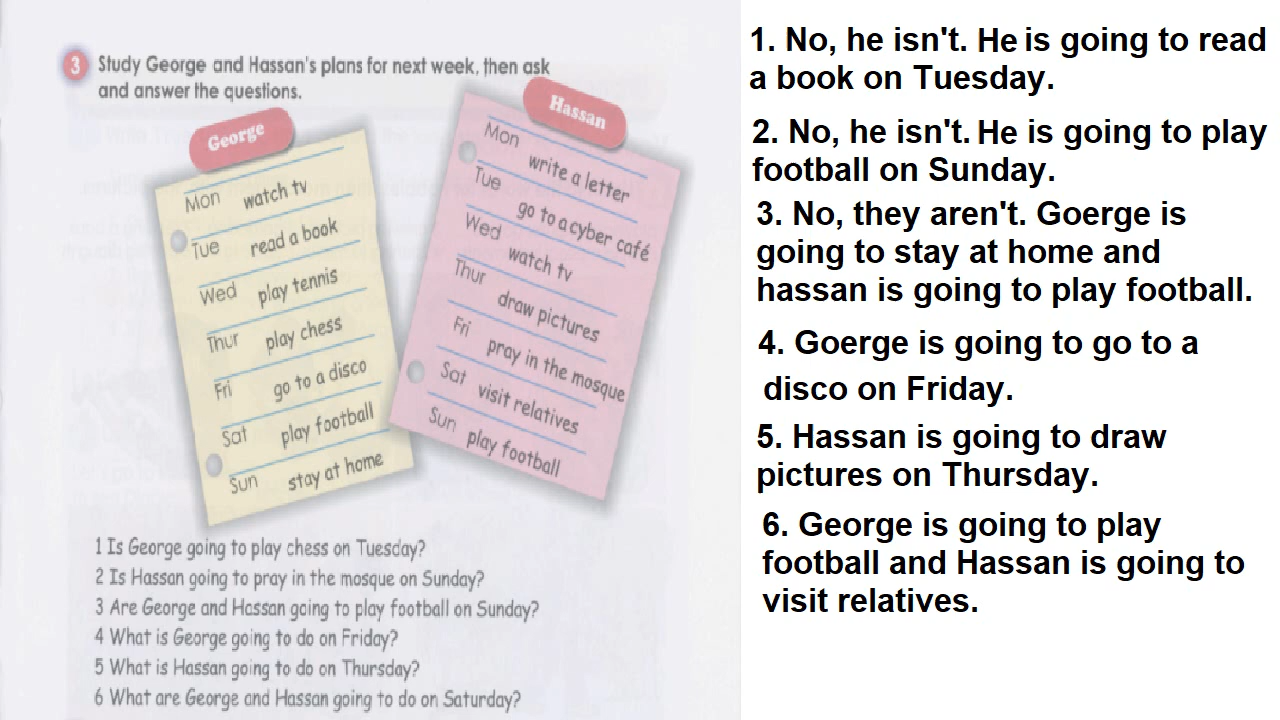 3 Study George and Hassan's plans for next week, then ask
and answer the questions.
George
Mon watch tv
Tue read a book
Wed play tennis
Thur play chess
Fri go to a disco
Sat play football
Sun stay at home
Hassan
Mon write a letter
Tue go to a cyber café
Wed watch tv
Thur draw pictures
Fri pray in the mosque
Sat visit relatives
Sun play football
1 Is George going to play chess on Tuesday?
2 Is Hassan going to pray in the mosque on Sunday?
3 Are George and Hassan going to play football on Sunday?
4 What is George going to do on Friday?
5 What is Hassan going to do on Thursday?
6 What are George and Hassan going to do on Saturday?
1. No, he isn't. He is going to read
a book on Tuesday.
2. No, he isn't. He is going to play
football on Sunday.
3. No, they aren't. Goerge is
going to stay at home and
hassan is going to play football.
4. Goerge is going to go to a
disco on Friday.
5. Hassan is going to draw
pictures on Thursday.
6. George is going to play
football and Hassan is going to
visit relatives.